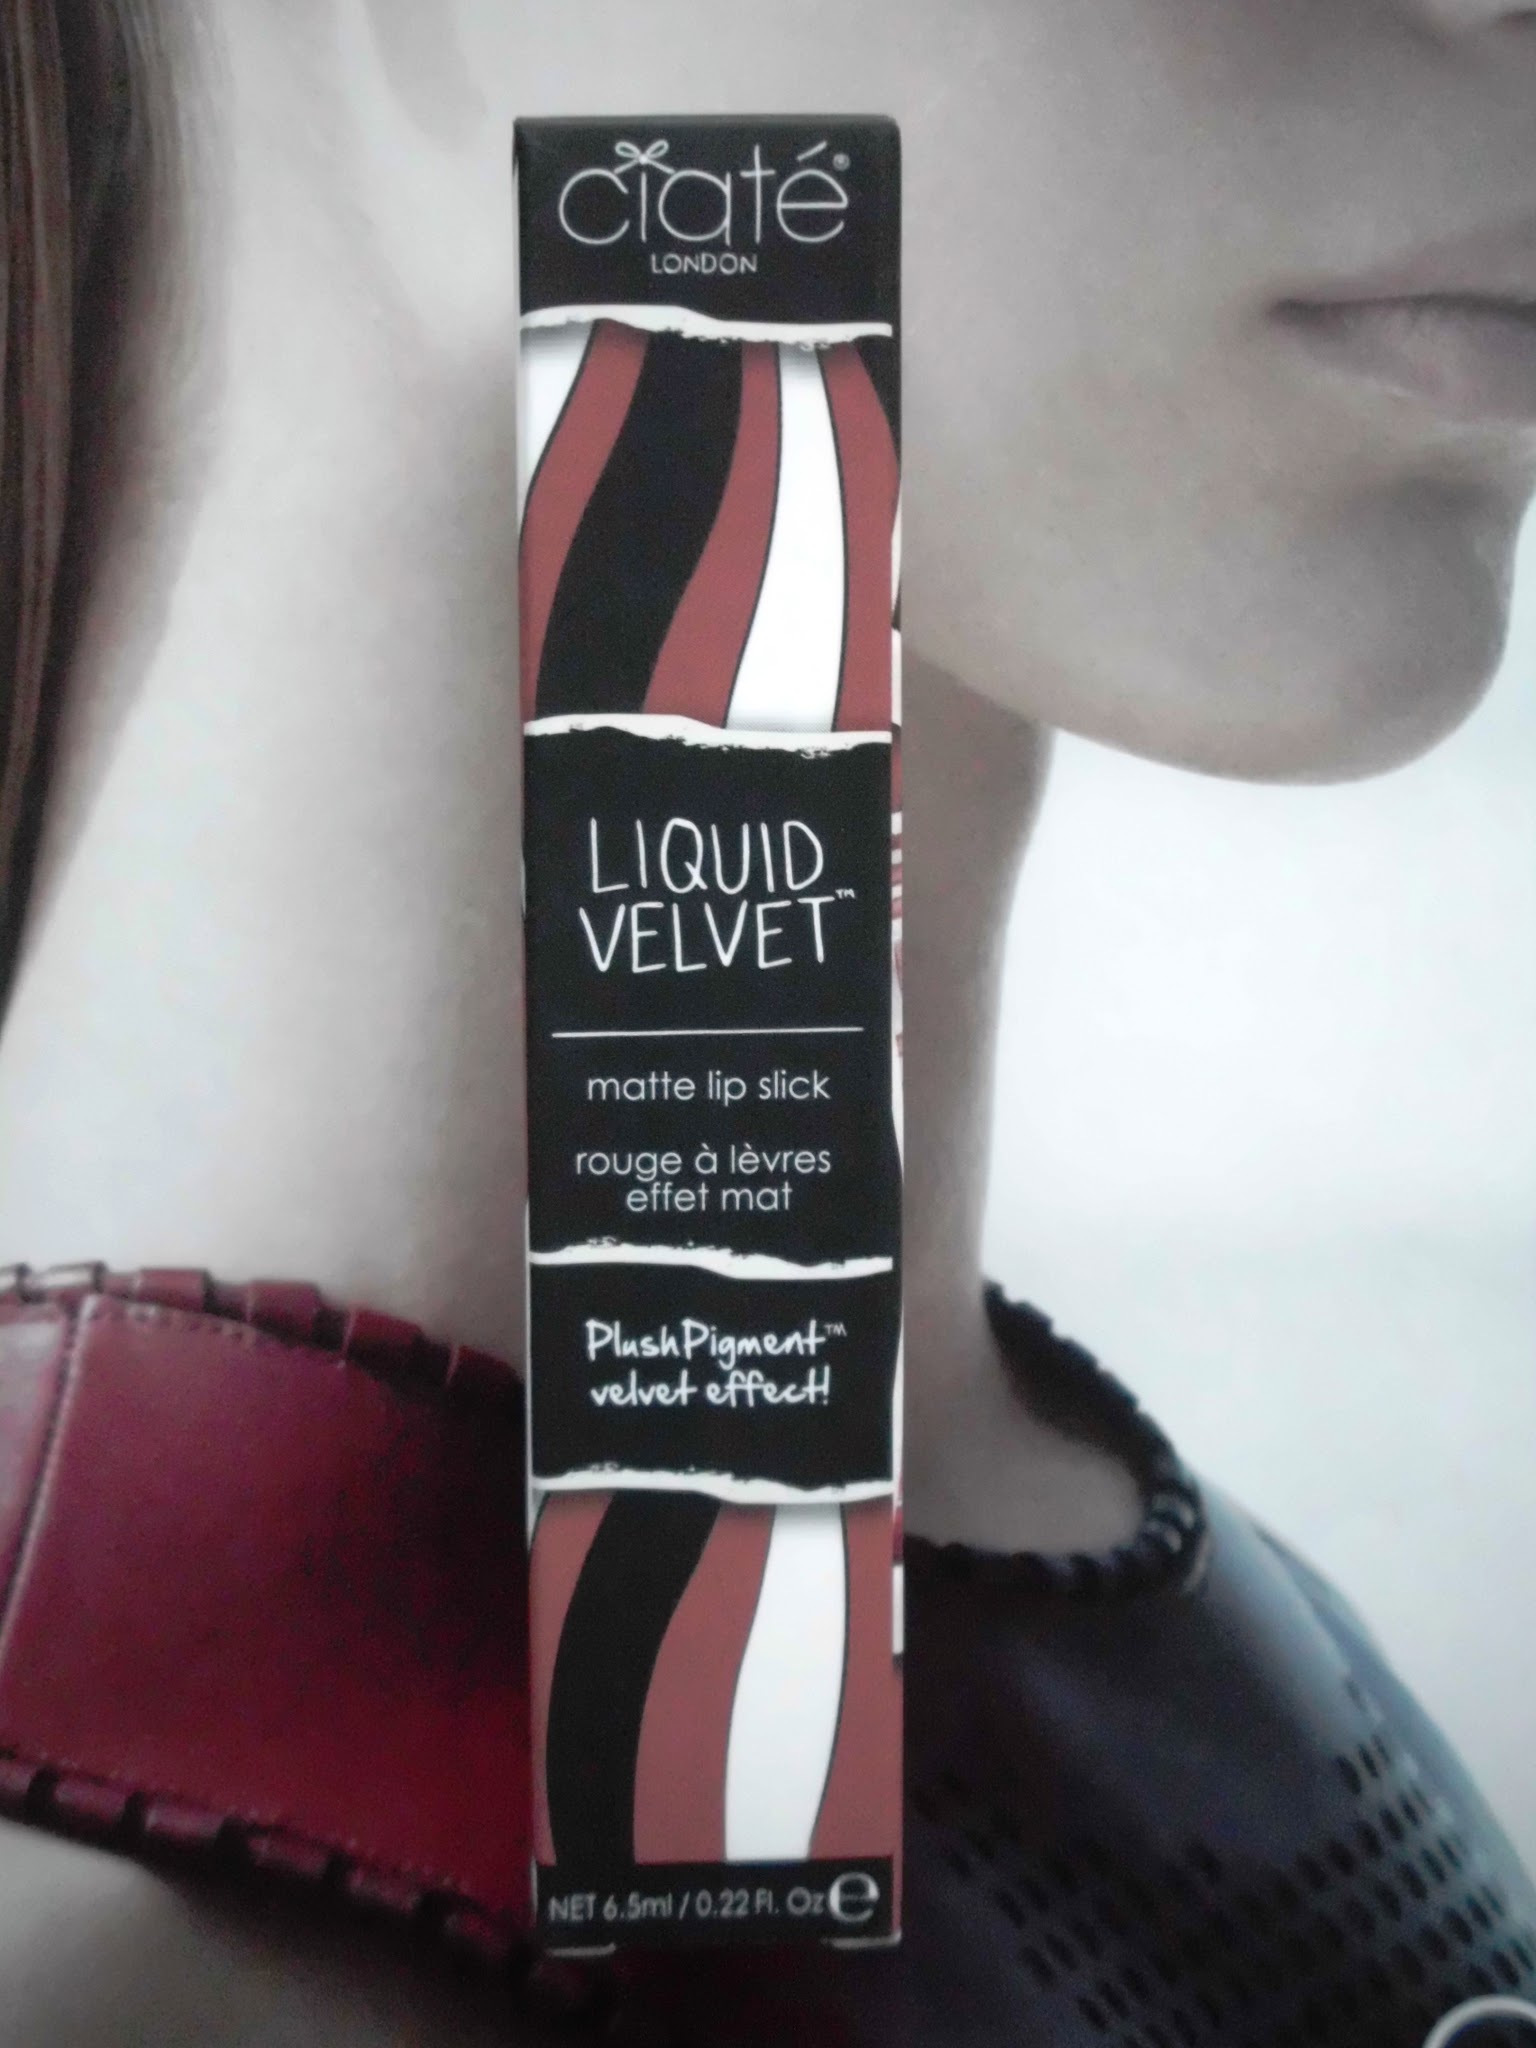 ciaté®
LONDON
LIQUID
VELVET™
matte lip slick
rouge à lèvres
effet mat
PlushPigment™
velvet effect!
NET 6.5ml / 0.22 Fl. Oz ℮